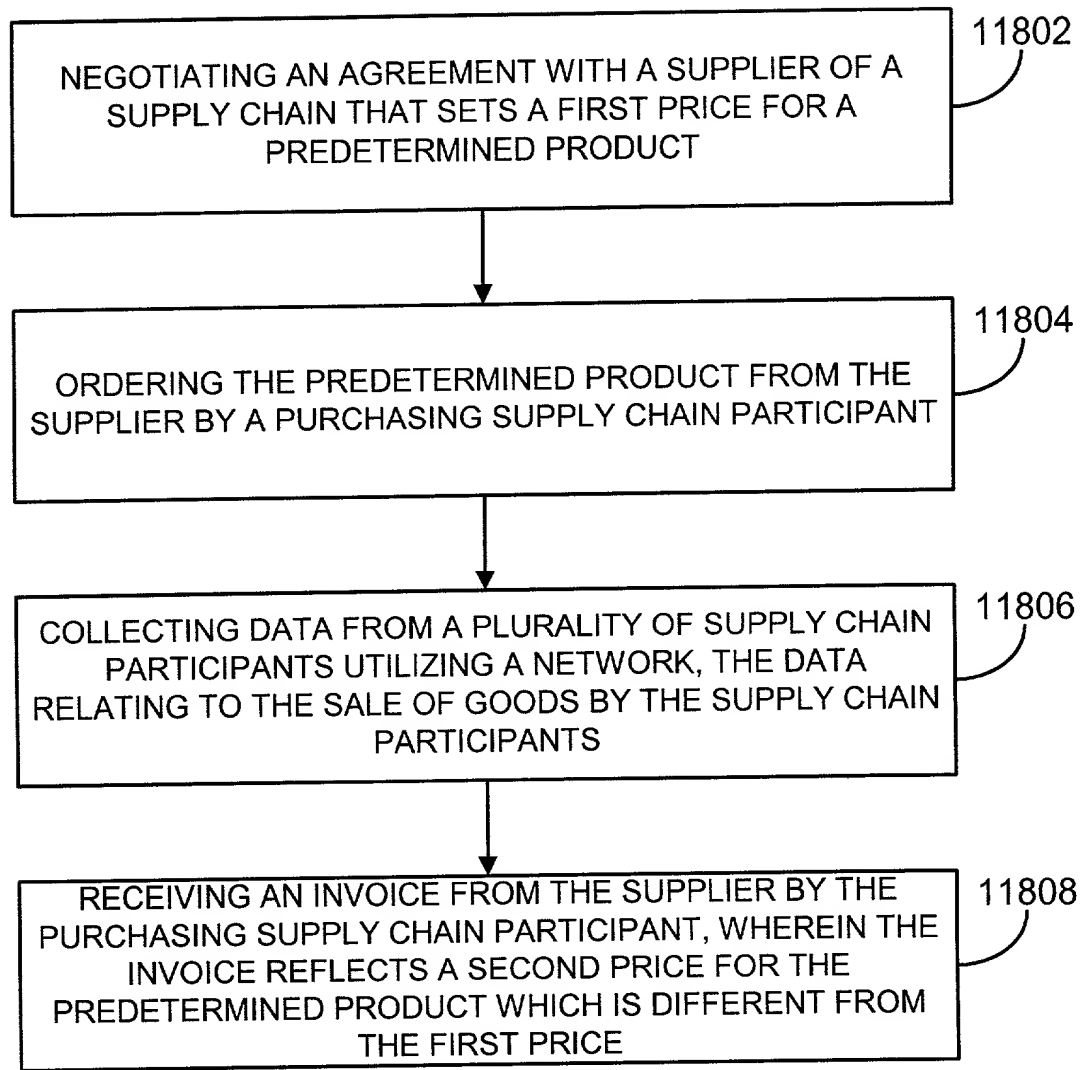 11802
NEGOTIATING AN AGREEMENT WITH A SUPPLIER OF A
SUPPLY CHAIN THAT SETS A FIRST PRICE FOR A
PREDETERMINED PRODUCT
11804
ORDERING THE PREDETERMINED PRODUCT FROM THE
SUPPLIER BY A PURCHASING SUPPLY CHAIN PARTICIPANT
11806
COLLECTING DATA FROM A PLURALITY OF SUPPLY CHAIN
PARTICIPANTS UTILIZING A NETWORK, THE DATA
RELATING TO THE SALE OF GOODS BY THE SUPPLY CHAIN
PARTICIPANTS
11808
RECEIVING AN INVOICE FROM THE SUPPLIER BY THE
PURCHASING SUPPLY CHAIN PARTICIPANT, WHEREIN THE
INVOICE REFLECTS A SECOND PRICE FOR THE
PREDETERMINED PRODUCT WHICH IS DIFFERENT FROM
THE FIRST PRICE